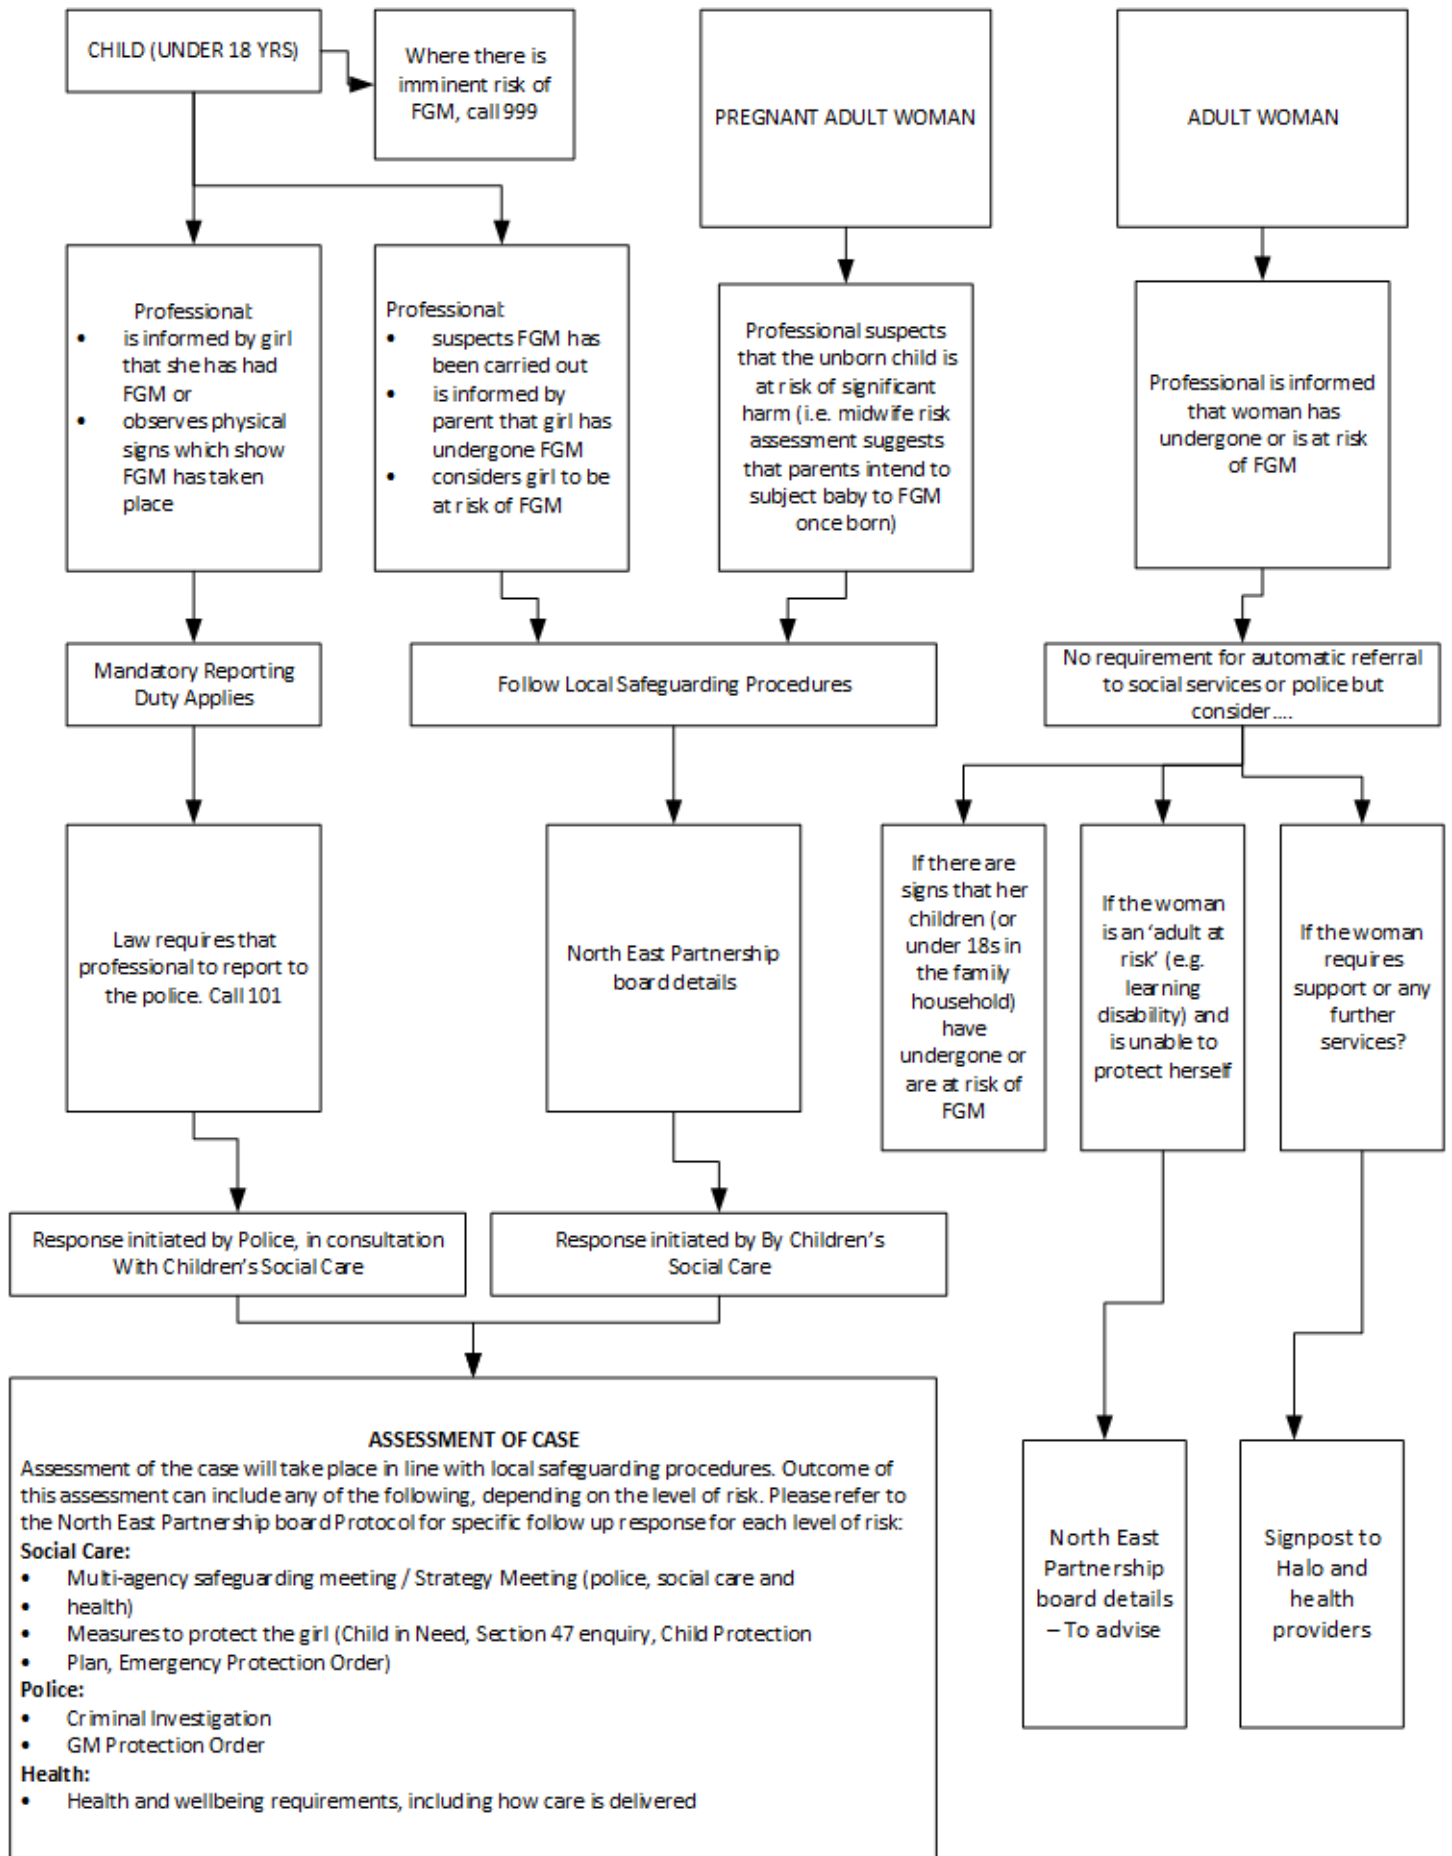 CHILD (UNDER 18 YRS)
Where there is
imminent risk of
FGM, call 999
PREGNANT ADULT WOMAN
ADULT WOMAN
Professional:
• is informed by girl
that she has had
FGM or
• observes physical
signs which show
FGM has taken
place
Professional:
• suspects FGM has
been carried out
• is informed by
parent that girl has
undergone FGM
• considers girl to be
at risk of FGM
Professional suspects
that the unborn child is
at risk of significant
harm (i.e. midwife risk
assessment suggests
that parents intend to
subject baby to FGM
once born)
Professional is informed
that woman has
undergone or is at risk
of FGM
Mandatory Reporting
Duty Applies
Follow Local Safeguarding Procedures
No requirement for automatic referral
to social services or police but
consider....
Law requires that
professional to report to
the police. Call 101
North East Partnership
board details
If there are
signs that her
children (or
under 18s in
the family
household)
have
undergone or
are at risk of
FGM
If the woman
is an ‘adult at
risk’ (e.g.
learning
disability) and
is unable to
protect herself
If the woman
requires
support or any
further
services?
Response initiated by Police, in consultation
With Children’s Social Care
Response initiated by By Children’s
Social Care
ASSESSMENT OF CASE
Assessment of the case will take place in line with local safeguarding procedures. Outcome of
this assessment can include any of the following, depending on the level of risk. Please refer to
the North East Partnership board Protocol for specific follow up response for each level of risk:
Social Care:
• Multi-agency safeguarding meeting / Strategy Meeting (police, social care and
• health)
• Measures to protect the girl (Child in Need, Section 47 enquiry, Child Protection
• Plan, Emergency Protection Order)
Police:
• Criminal Investigation
• GM Protection Order
Health:
• Health and wellbeing requirements, including how care is delivered
North East
Partnership
board details
– To advise
Signpost to
Halo and
health
providers